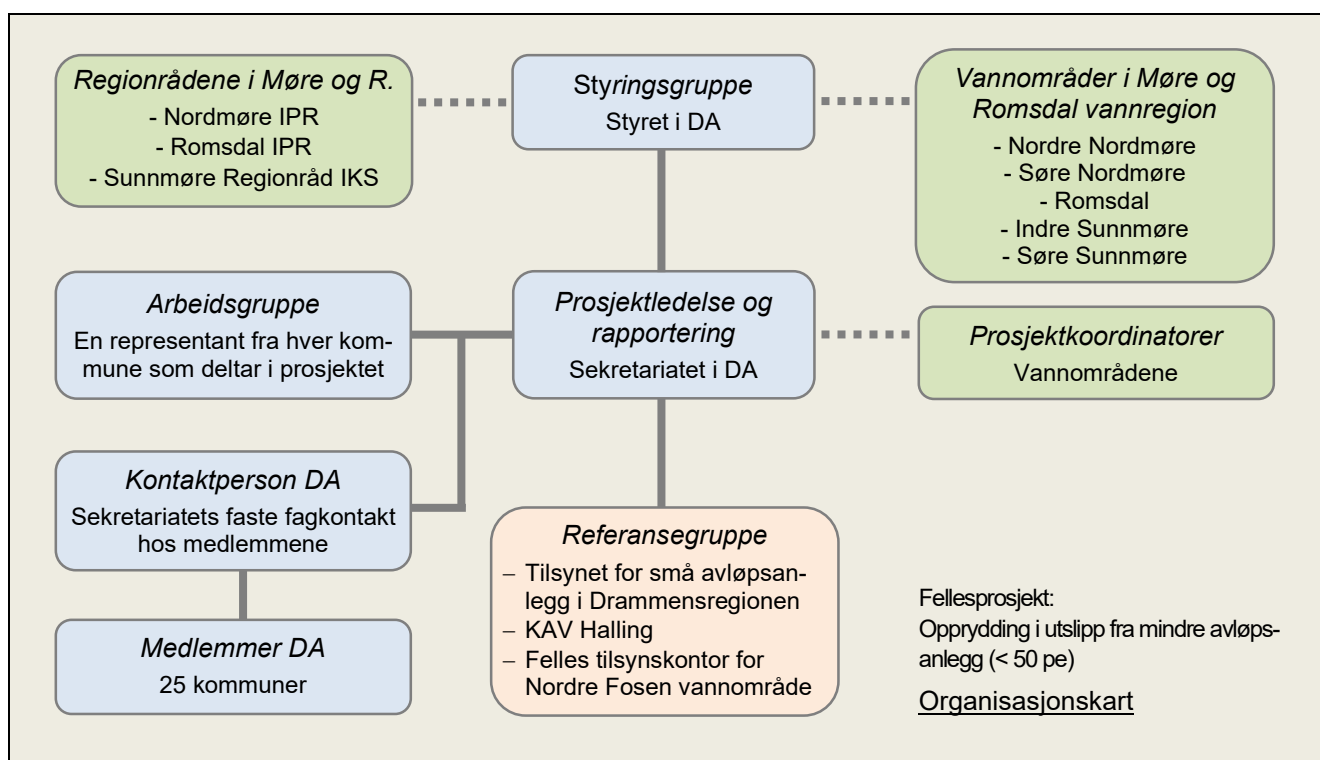 Regionrådene i Møre og R.
- Nordmøre IPR
- Romsdal IPR
- Sunnmøre Regionråd IKS
Styringsgruppe
Styret i DA
Vannområder i Møre og
Romsdal vannregion
- Nordre Nordmøre
- Søre Nordmøre
- Romsdal
- Indre Sunnmøre
- Søre Sunnmøre
Arbeidsgruppe
En representant fra hver kom-
mune som deltar i prosjektet
Prosjektledelse og
rapportering
Sekretariatet i DA
Prosjektkoordinatorer
Vannområdene
Kontaktperson DA
Sekretariatets faste fagkontakt
hos medlemmene
Medlemmer DA
25 kommuner
Referansegruppe
– Tilsynet for små avløpsan-
legg i Drammensregionen
– KAV Halling
– Felles tilsynskontor for
Nordre Fosen vannområde
Fellesprosjekt:
Opprydding i utslipp fra mindre avløps-
anlegg (< 50 pe)
Organisasjonskart